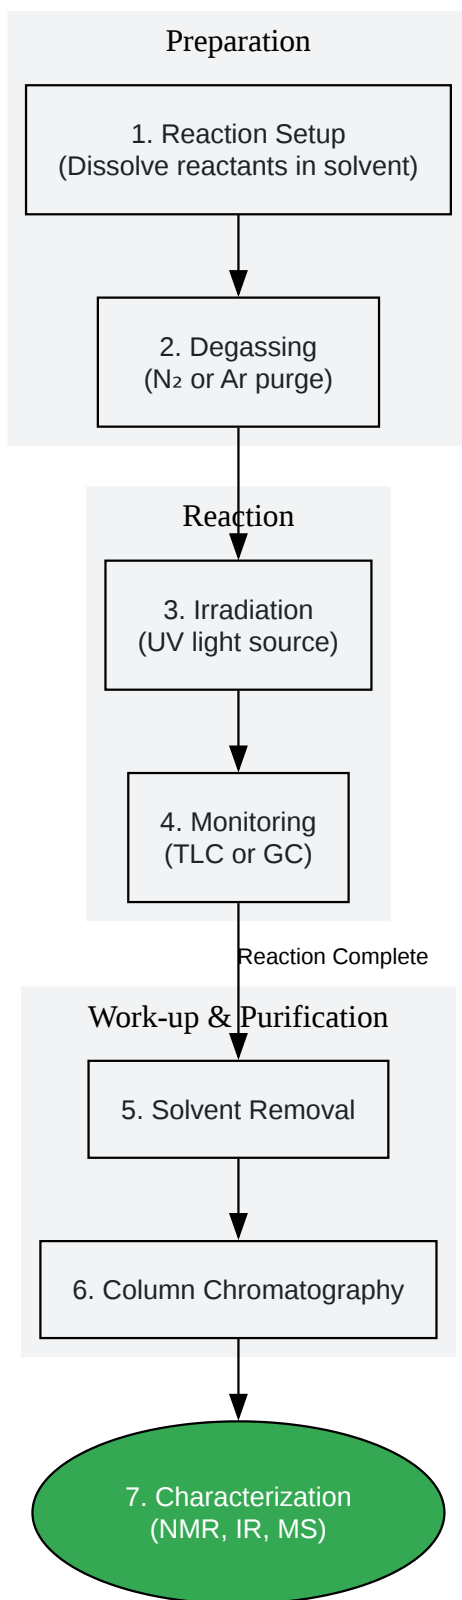 Preparation
1. Reaction Setup
(Dissolve reactants in solvent)
2. Degassing
(N₂ or Ar purge)
Reaction
3. Irradiation
(UV light source)
4. Monitoring
(TLC or GC)
Reaction Complete
Work-up & Purification
5. Solvent Removal
6. Column Chromatography
7. Characterization
(NMR, IR, MS)